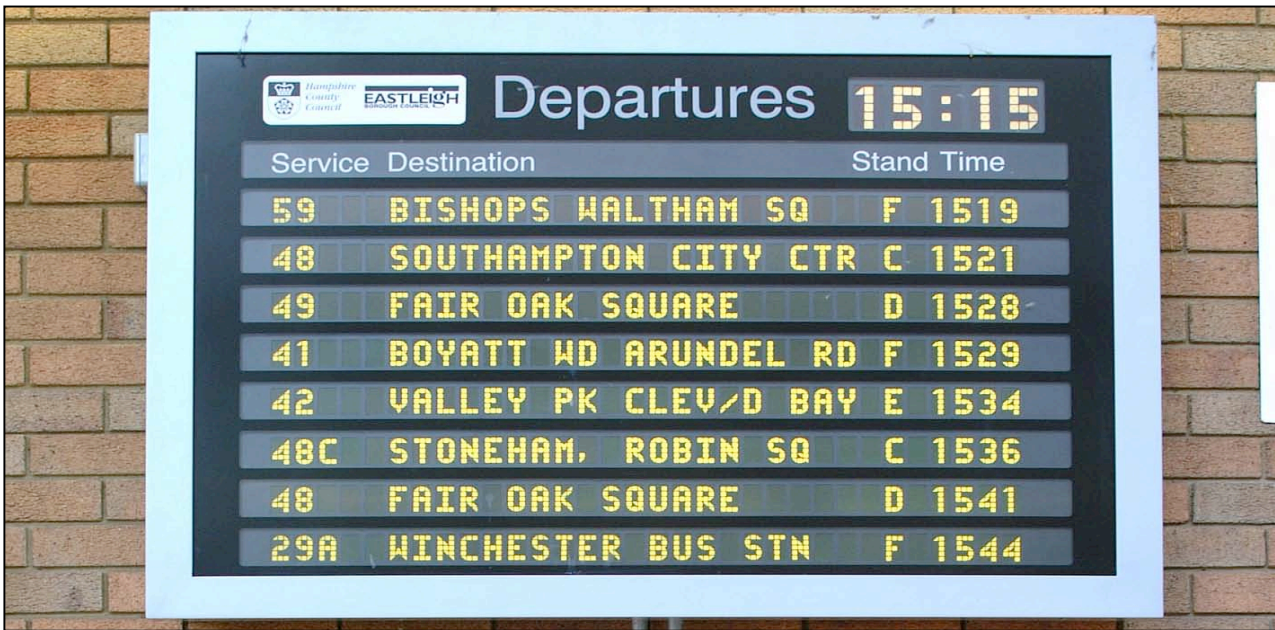 Hampshire
County
Council
EASTLEIGH
BOROUGH COUNCIL
Departures 15:15
Service Destination Stand Time
59 BISHOPS WALTHAM SQ F 1519
48 SOUTHAMPTON CITY CTR C 1521
49 FAIR OAK SQUARE D 1528
41 BOYATT WD ARUNDEL RD F 1529
42 VALLEY PK CLEV/D BAY E 1534
48C STONEHAM, ROBIN SQ C 1536
48 FAIR OAK SQUARE D 1541
29A WINCHESTER BUS STN F 1544